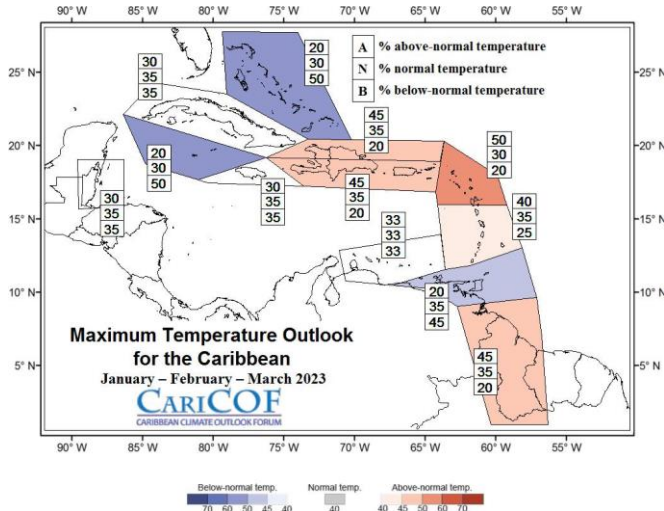 25° N
20° N
15° N
10° N
5° N
A % above-normal temperature
N % normal temperature
B % below-normal temperature
30
35
35
20
30
50
45
35
20
50
30
20
20
30
50
30
35
35
45
35
20
40
35
25
30
35
35
33
33
33
20
35
45
45
35
20
Maximum Temperature Outlook
for the Caribbean
January – February – March 2023
CARICOF
CARIBBEAN CLIMATE OUTLOOK FORUM
90° W 85° W 80° W 75° W 70° W 65° W 60° W 55° W
Below-normal temp. Normal temp. Above-normal temp.
70 60 50 45 40 40 40 45 50 60 70